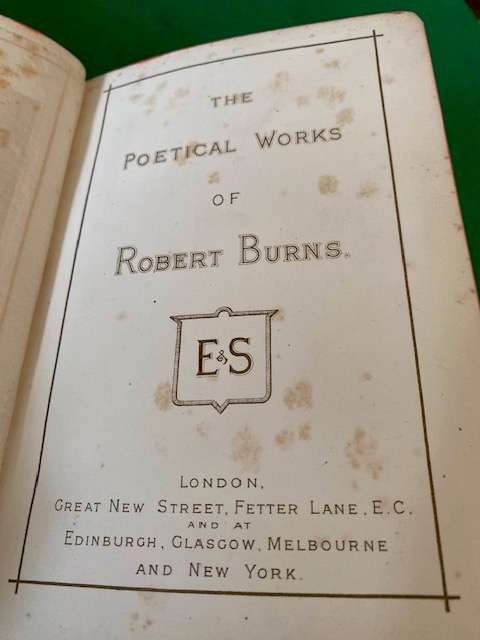 THE
POETICAL WORKS
OF
ROBERT BURNS.
E&S
LONDON,
GREAT NEW STREET, FETTER LANE, E.C.
AND AT
EDINBURGH, GLASGOW, MELBOURNE
AND NEW YORK.